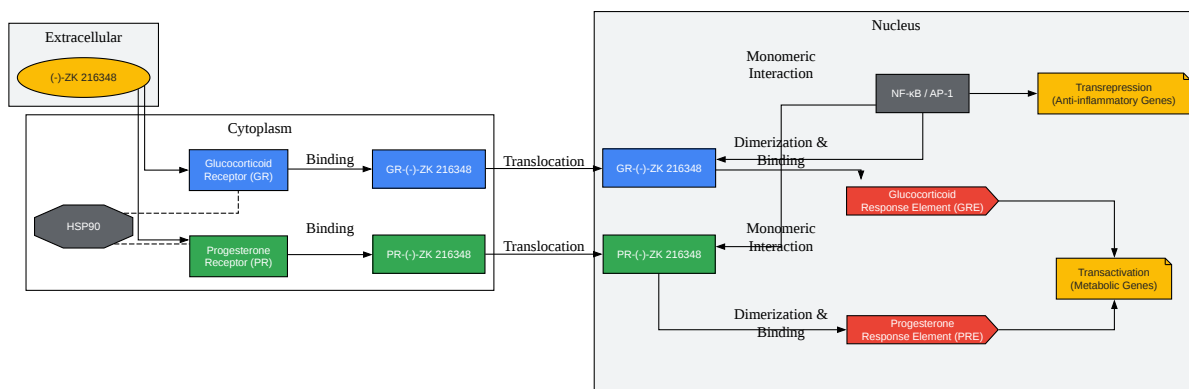 Extracellular
(-)-ZK 216348
Cytoplasm
Glucocorticoid
Receptor (GR)
Binding
GR-(-)-ZK 216348
Translocation
HSP90
Progesterone
Receptor (PR)
Binding
PR-(-)-ZK 216348
Translocation
Nucleus
Monomeric
Interaction
NF-κB / AP-1
Transrepression
(Anti-inflammatory Genes)
GR-(-)-ZK 216348
Dimerization &
Binding
Glucocorticoid
Response Element (GRE)
PR-(-)-ZK 216348
Monomeric
Interaction
Transactivation
(Metabolic Genes)
Dimerization &
Binding
Progesterone
Response Element (PRE)